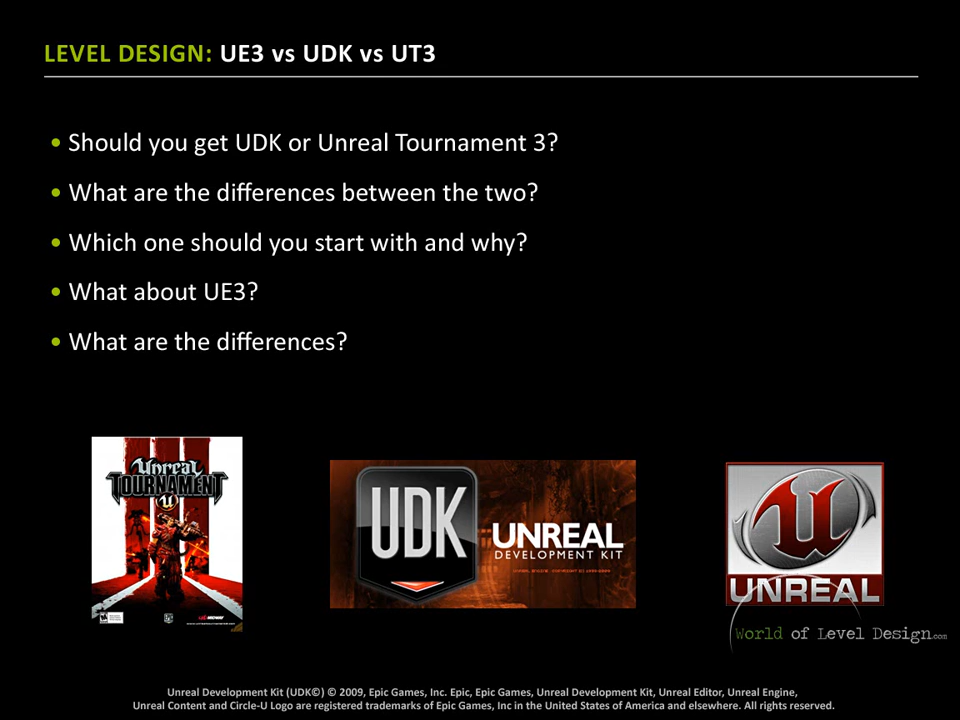 LEVEL DESIGN: UE3 vs UDK vs UT3
• Should you get UDK or Unreal Tournament 3?
• What are the differences between the two?
• Which one should you start with and why?
• What about UE3?
• What are the differences?
Unreal
TOURNAMENT
UDK
UNREAL
DEVELOPMENT KIT
UNREAL
World of Level Design.com
Unreal Development Kit (UDK©) © 2009, Epic Games, Inc. Epic, Epic Games, Unreal Development Kit, Unreal Editor, Unreal Engine,
Unreal Content and Circle-U Logo are registered trademarks of Epic Games, Inc in the United States of America and elsewhere. All rights reserved.